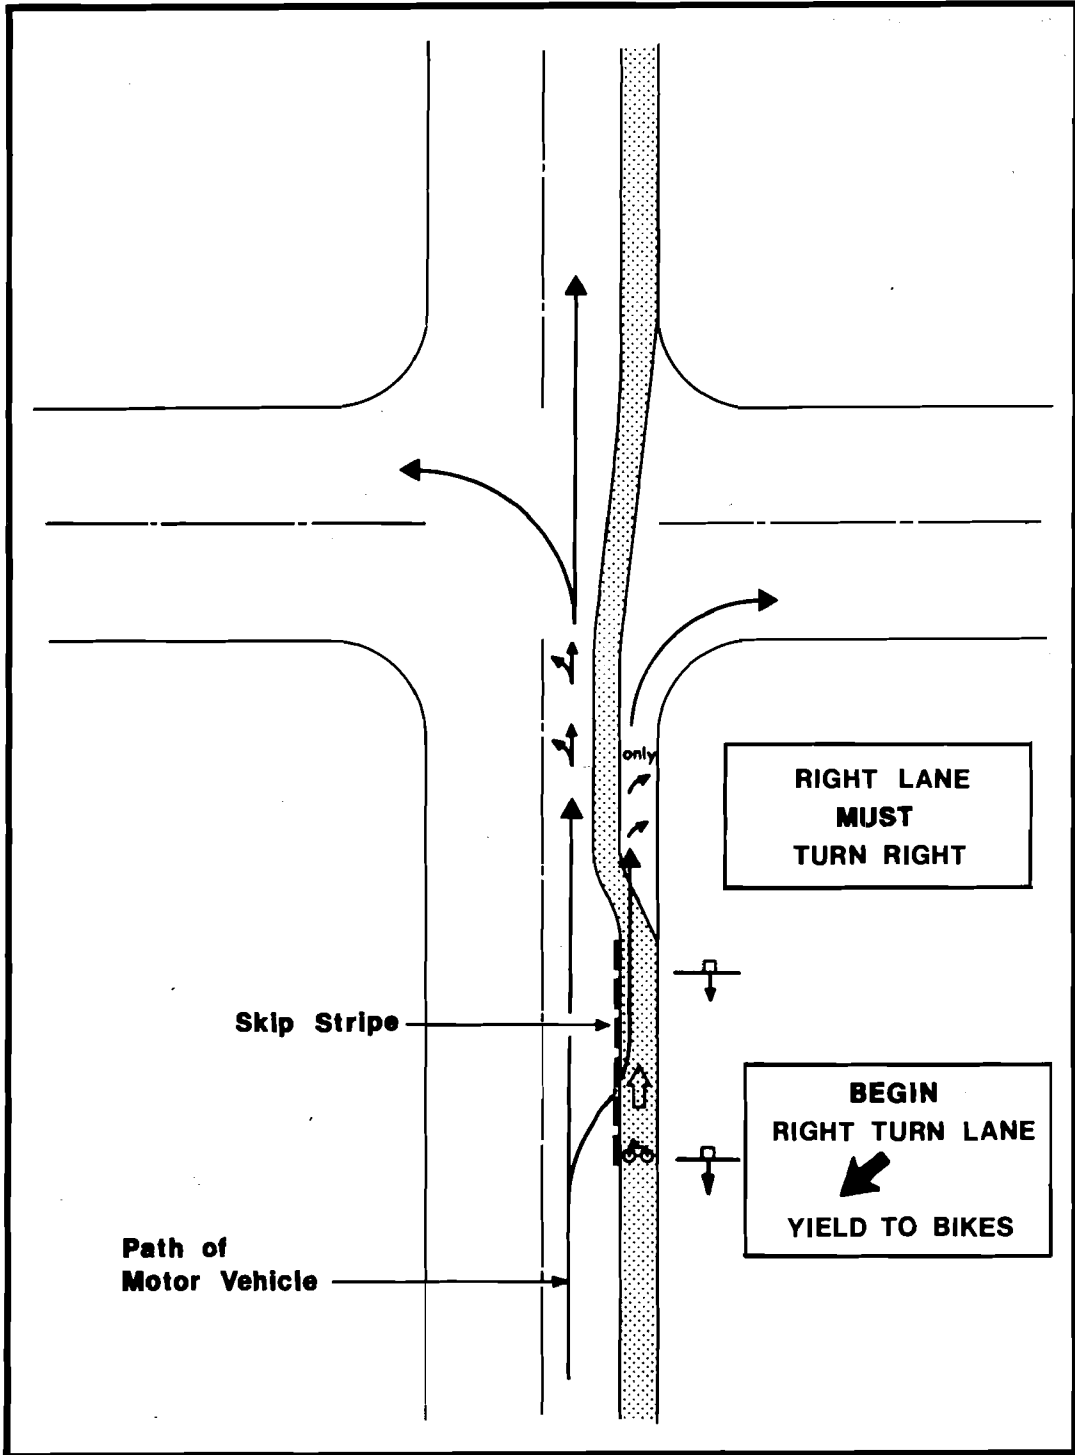 only
RIGHT LANE
MUST
TURN RIGHT
Skip Stripe
BEGIN
RIGHT TURN LANE
YIELD TO BIKES
Path of
Motor Vehicle